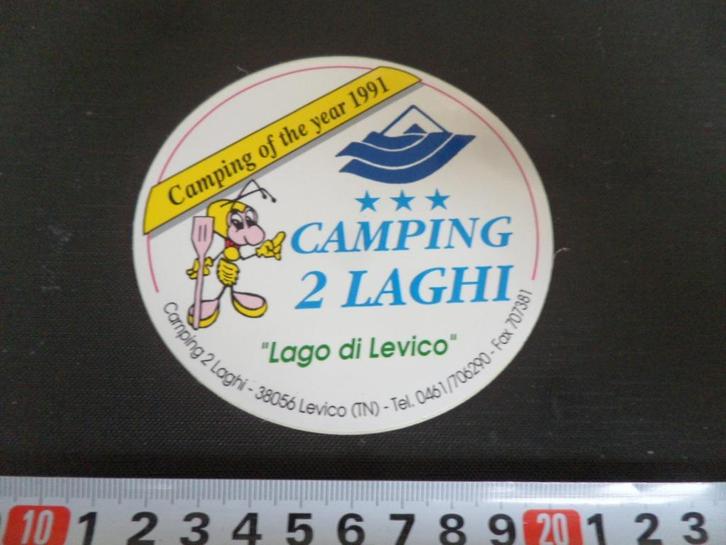 Camping of the year 1991
CAMPING
2 LAGHI
"Lago di Levico"
Camping 2 Laghi - 38056 Levico (TN) - Tel. 0461/706290 - Fax 707381
10 1 2 3 4 5 6 7 8 9 20 1 2 3